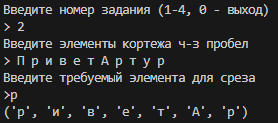 Введите номер задания (1-4, 0 - выход)
> 2
Введите элементы кортежа ч-з пробел
> П р и в е т А р т у р
Введите требуемый элемента для среза
>р
('р', 'и', 'в', 'е', 'т', 'А', 'р')